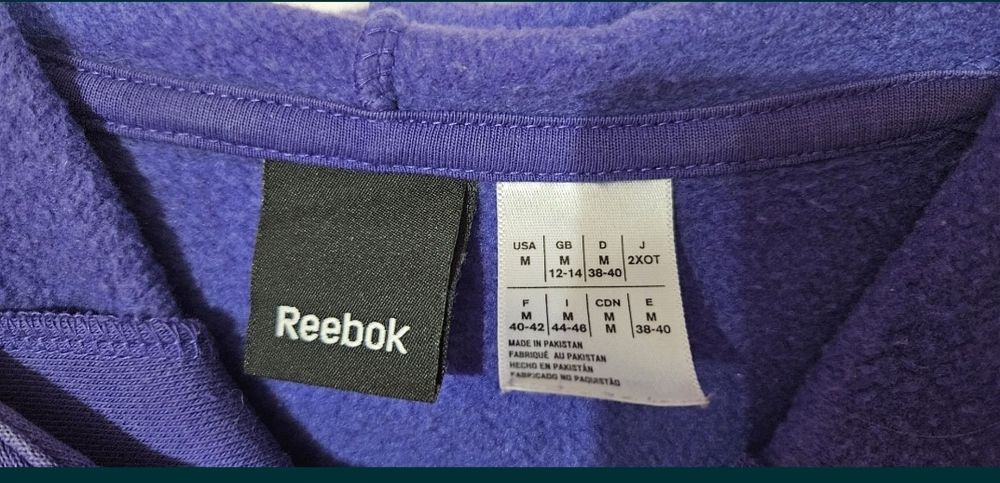 Reebok
USA GB D J
M M M 2XOT
12-14 38-40
F I CDN E
M M M M
40-42 44-46 M 38-40
MADE IN PAKISTAN
FABRIQUÉ AU PAKISTAN
HECHO EN PAKISTÁN
FABRICADO NO PAQUISTÃO